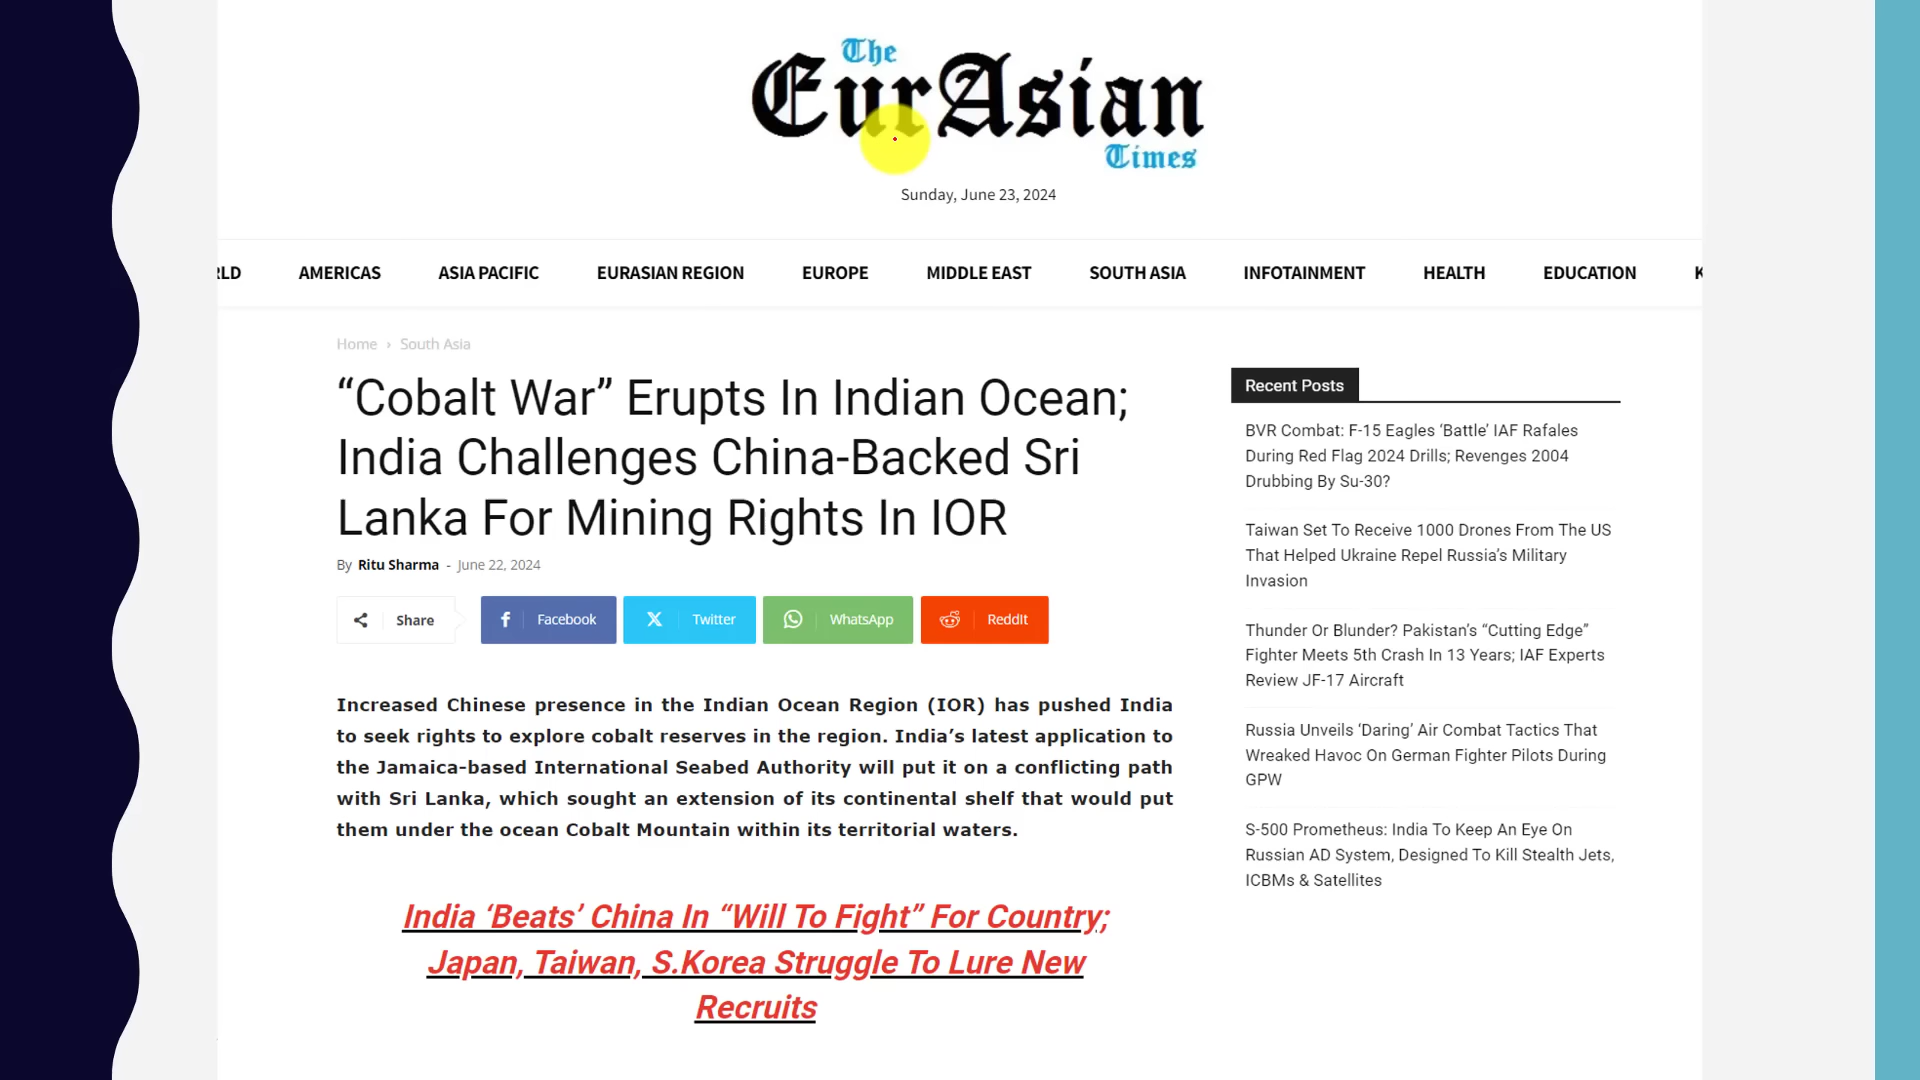 The
EurAsian
Times
Sunday, June 23, 2024
RLD AMERICAS ASIA PACIFIC EURASIAN REGION EUROPE MIDDLE EAST SOUTH ASIA INFOTAINMENT HEALTH EDUCATION K
Home › South Asia
“Cobalt War” Erupts In Indian Ocean;
India Challenges China-Backed Sri
Lanka For Mining Rights In IOR
By Ritu Sharma - June 22, 2024
Share Facebook Twitter WhatsApp ReddIt
Increased Chinese presence in the Indian Ocean Region (IOR) has pushed India
to seek rights to explore cobalt reserves in the region. India’s latest application to
the Jamaica-based International Seabed Authority will put it on a conflicting path
with Sri Lanka, which sought an extension of its continental shelf that would put
them under the ocean Cobalt Mountain within its territorial waters.
India ‘Beats’ China In “Will To Fight” For Country;
Japan, Taiwan, S.Korea Struggle To Lure New
Recruits
Recent Posts
BVR Combat: F-15 Eagles ‘Battle’ IAF Rafales
During Red Flag 2024 Drills; Revenges 2004
Drubbing By Su-30?
Taiwan Set To Receive 1000 Drones From The US
That Helped Ukraine Repel Russia’s Military
Invasion
Thunder Or Blunder? Pakistan’s “Cutting Edge”
Fighter Meets 5th Crash In 13 Years; IAF Experts
Review JF-17 Aircraft
Russia Unveils ‘Daring’ Air Combat Tactics That
Wreaked Havoc On German Fighter Pilots During
GPW
S-500 Prometheus: India To Keep An Eye On
Russian AD System, Designed To Kill Stealth Jets,
ICBMs & Satellites